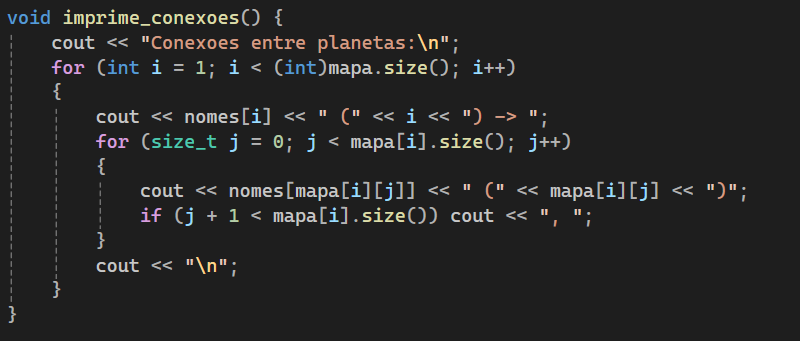 void imprime_conexoes() {
    cout << "Conexoes entre planetas:\n";
    for (int i = 1; i < (int)mapa.size(); i++)
    {
        cout << nomes[i] << " (" << i << ") -> ";
        for (size_t j = 0; j < mapa[i].size(); j++)
        {
            cout << nomes[mapa[i][j]] << " (" << mapa[i][j] << ")";
            if (j + 1 < mapa[i].size()) cout << ", ";
        }
        cout << "\n";
    }
}